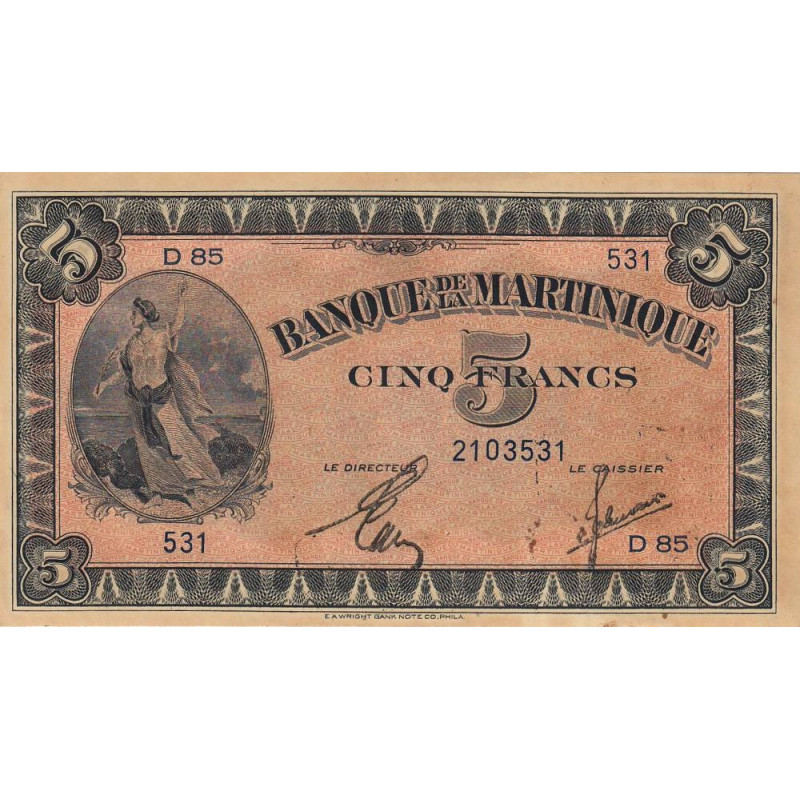 5 5
D 85 531
BANQUE DE LA MARTINIQUE
5
CINQ FRANCS
2103531
LE DIRECTEUR LE CAISSIER
531 D 85
5 5
E.A.WRIGHT BANK NOTE CO. PHILA.